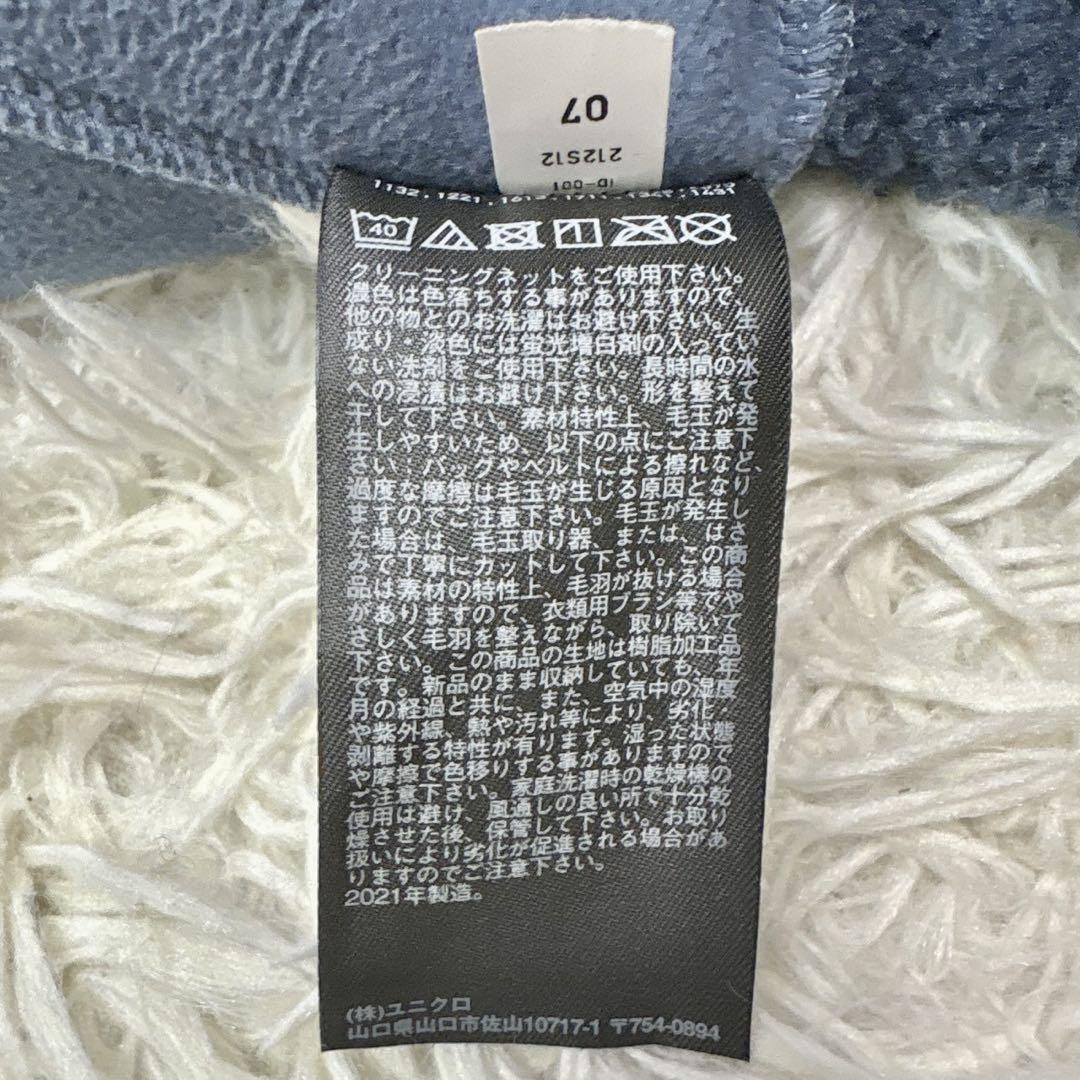 07
212S12
ID-001
1132・1221・
40
クリーニングネットをご使用下さい。
濃色は色落ちする事がありますので、
他の物とのお洗濯はお避け下さい。生
成り・淡色には蛍光増白剤の入ってい
ない洗剤をご使用下さい。長時間の水
への浸漬はお避け下さい。形を整えて
干して下さい。素材特性上、毛玉が発
生しやすいため、以下の点にご注意下
さい:バッグやベルトによる擦れなど、
過度な摩擦は毛玉が生じる原因となり
ますのでご注意下さい。毛玉が発生し
た場合は、毛玉取り器、または、はさ
みで丁寧にカットして下さい。この商
品は素材の特性上、毛羽が抜ける場合
がありますので、衣類用ブラシ等でや
さしく毛羽を整えながら、取り除いて
下さい。この商品の生地は樹脂加工品
です。新品のまま収納していても、年
月の経過と共に、また、空気中の湿度
や紫外線、熱や汚れ等により、劣化・
剥離する特性が有ります。湿った状態
や摩擦で色移りする事がありますので
ご注意下さい。家庭洗濯時の乾燥機の
使用は避け、風通しの良い所で十分乾
燥させた後、保管して下さい。お取り
扱いにより劣化が促進される場合があ
りますのでご注意下さい。
2021年製造。
(株)ユニクロ
山口県山口市佐山10717-1 〒754-0894